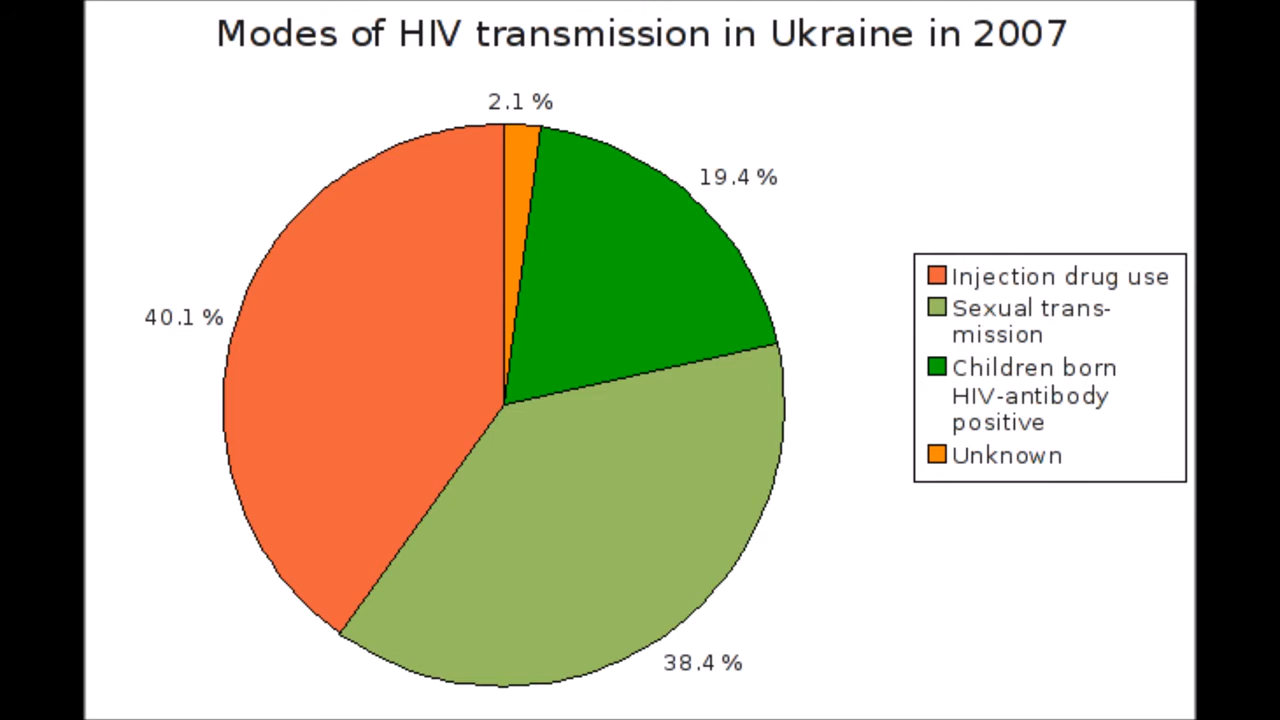 Modes of HIV transmission in Ukraine in 2007
2.1 %
19.4 %
40.1 %
38.4 %
Injection drug use
Sexual trans-
mission
Children born
HIV-antibody
positive
Unknown